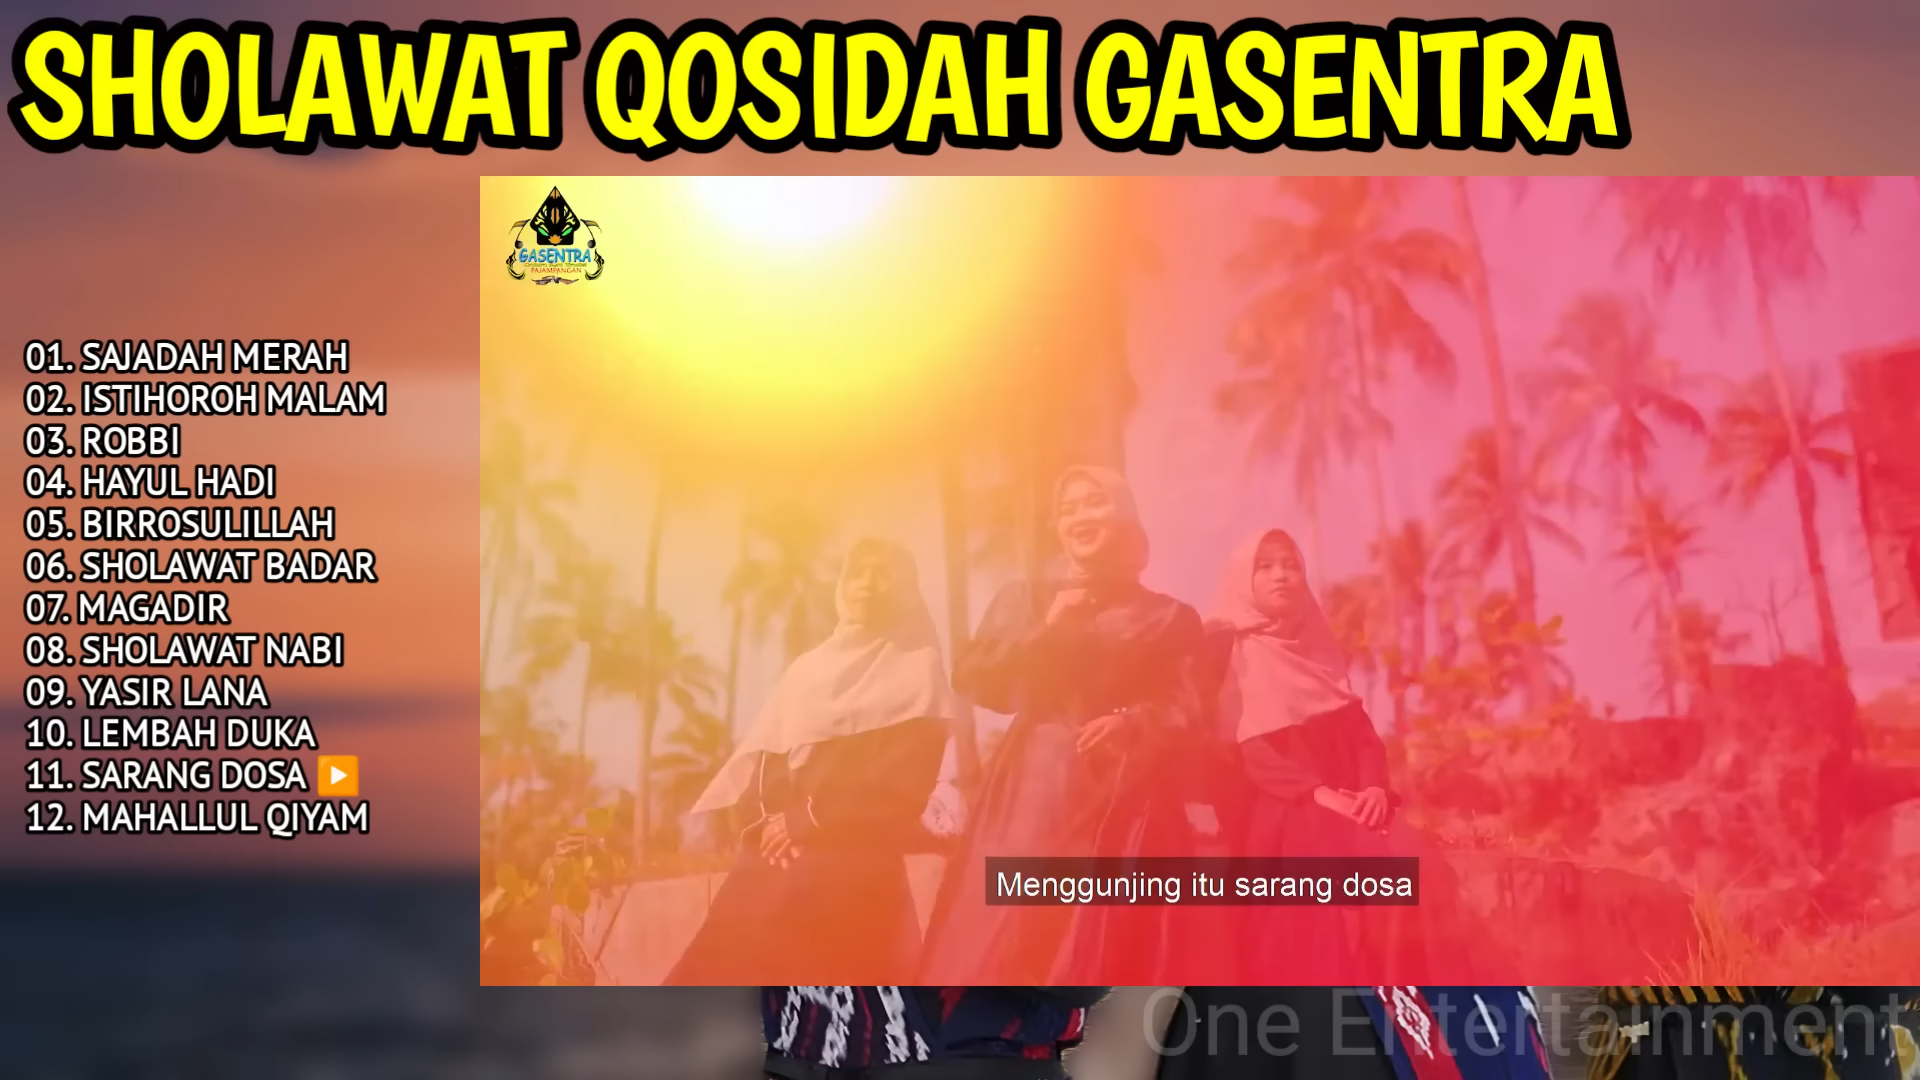 SHOLAWAT QOSIDAH GASENTRA
GASENTRA
PAJAMPANGAN
01. SAJADAH MERAH
02. ISTIHOROH MALAM
03. ROBBI
04. HAYUL HADI
05. BIRROSULILLAH
06. SHOLAWAT BADAR
07. MAGADIR
08. SHOLAWAT NABI
09. YASIR LANA
10. LEMBAH DUKA
11. SARANG DOSA ▶️
12. MAHALLUL QIYAM
Menggunjing itu sarang dosa
One Entertainment